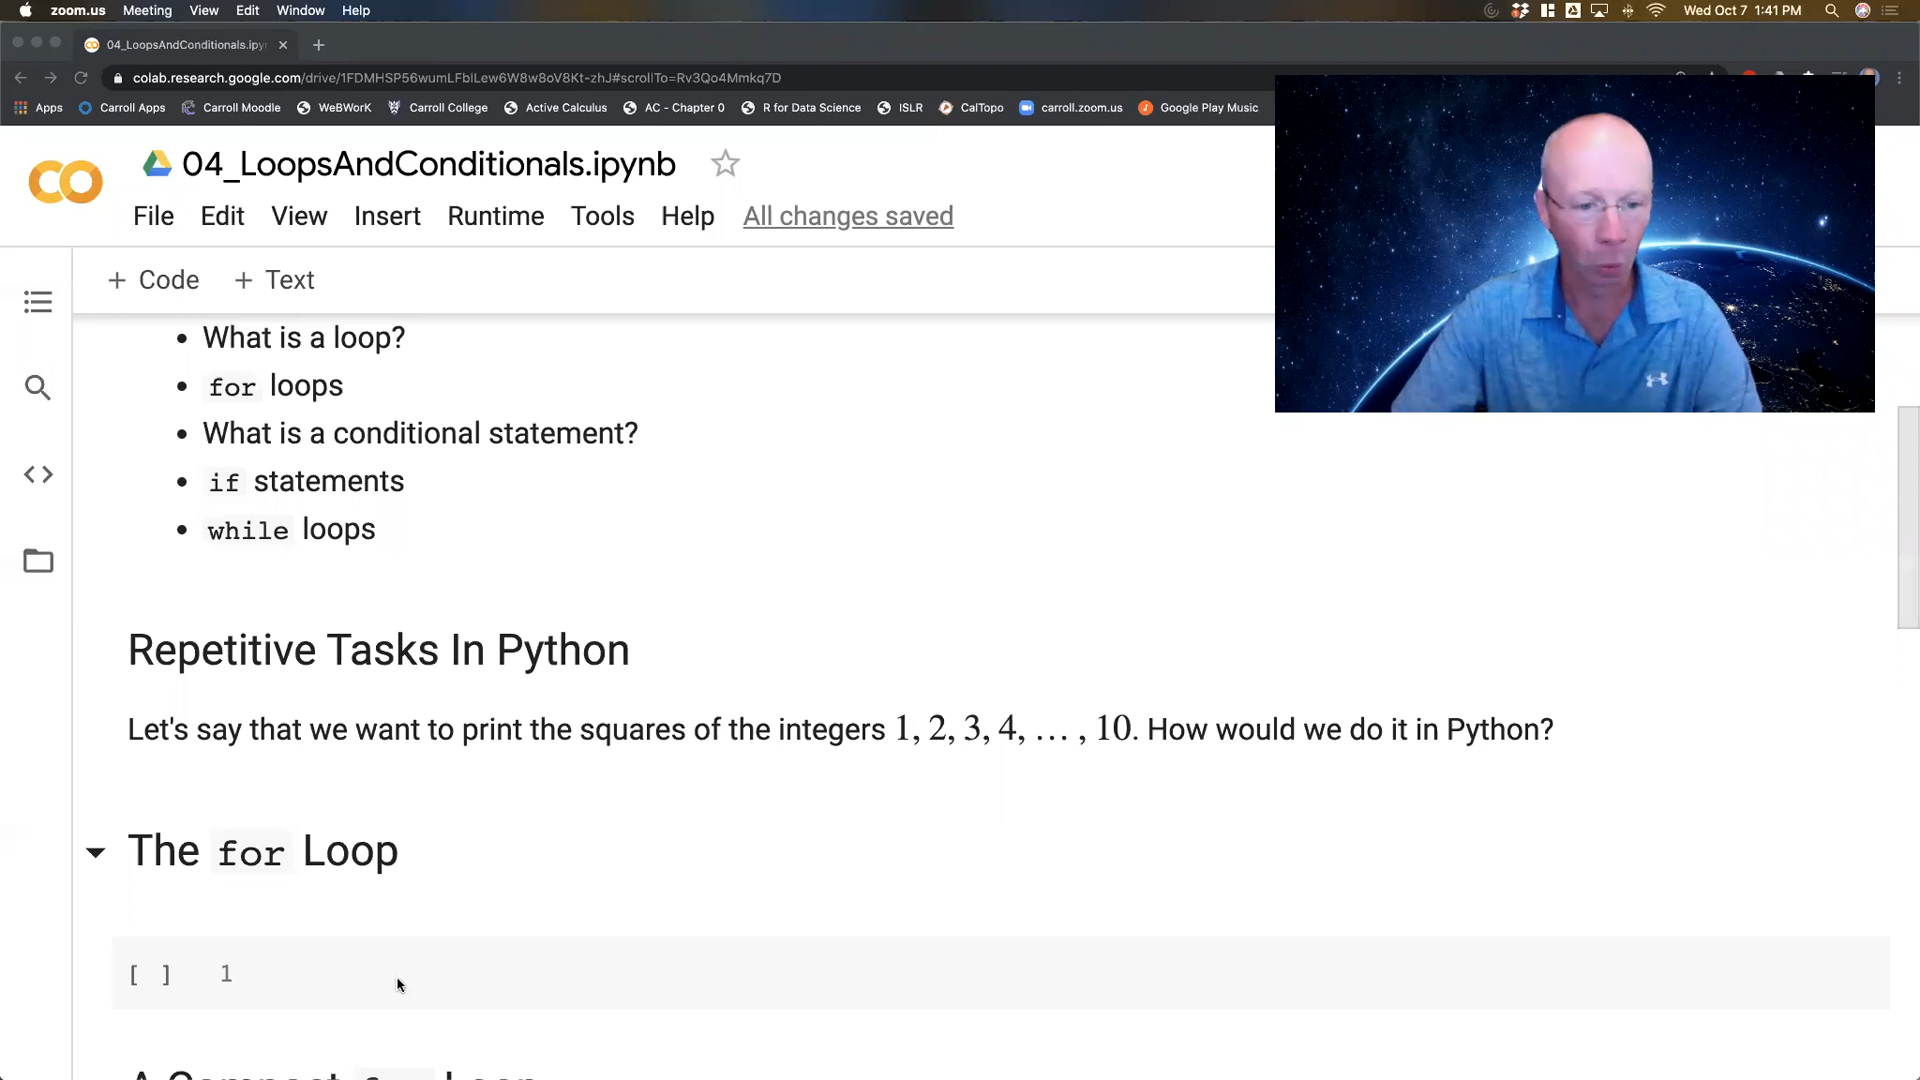 zoom.us Meeting View Edit Window Help Wed Oct 7 1:41 PM
04_LoopsAndConditionals.ipyn
colab.research.google.com/drive/1FDMHSP56wumLFblLew6W8w8oV8Kt-zhJ#scrollTo=Rv3Qo4Mmkq7D
Apps Carroll Apps Carroll Moodle WeBWorK Carroll College Active Calculus AC - Chapter 0 R for Data Science ISLR CalTopo carroll.zoom.us Google Play Music
04_LoopsAndConditionals.ipynb
File Edit View Insert Runtime Tools Help All changes saved
+ Code + Text
• What is a loop?
• for loops
• What is a conditional statement?
• if statements
• while loops
Repetitive Tasks In Python
Let's say that we want to print the squares of the integers 1, 2, 3, 4, … , 10. How would we do it in Python?
The for Loop
[ ] 1
A Compact for Loop